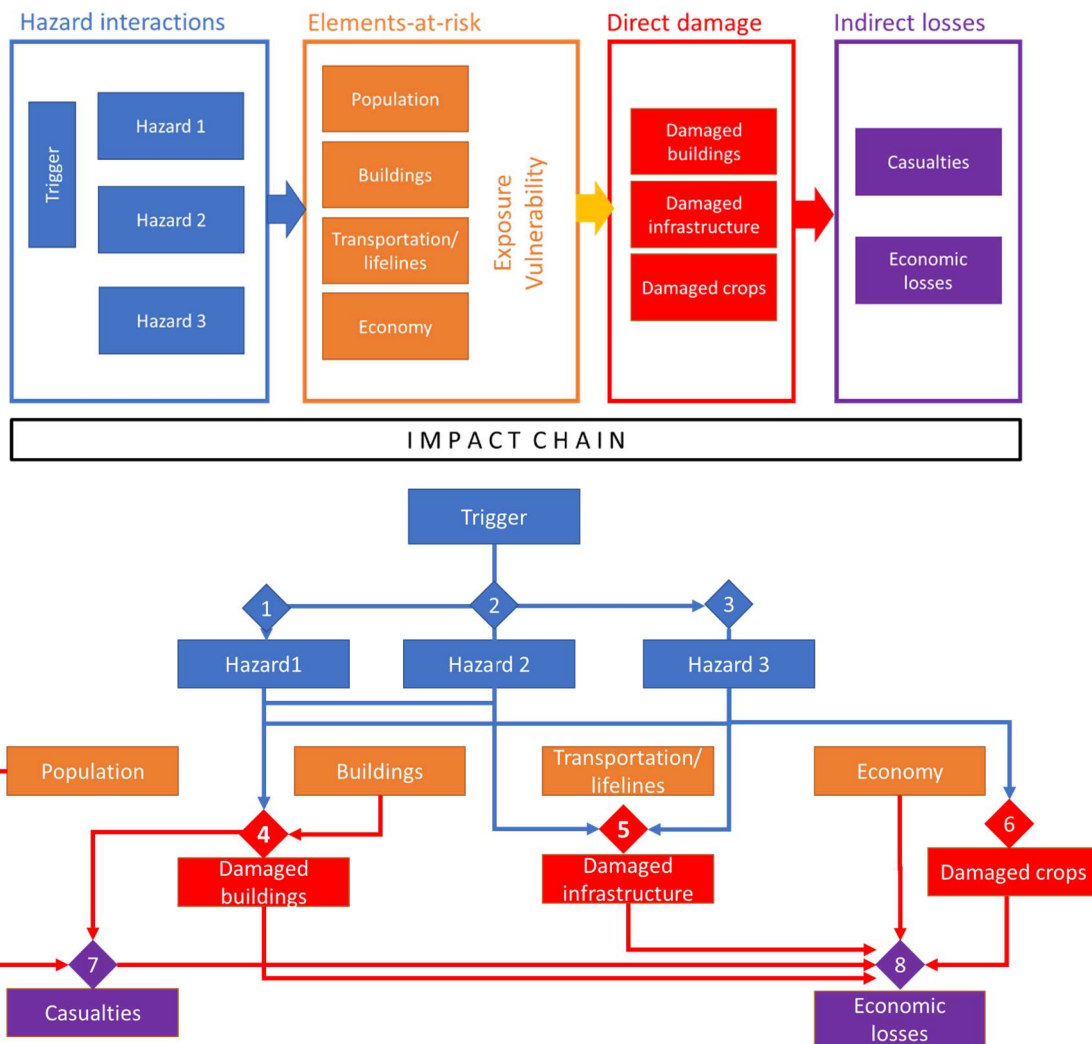 Hazard interactions
Elements-at-risk
Direct damage
Indirect losses
Trigger
Hazard 1
Hazard 2
Hazard 3
Population
Buildings
Transportation/
lifelines
Economy
Exposure
Vulnerability
Damaged
buildings
Damaged
infrastructure
Damaged crops
Casualties
Economic
losses
IMPACT CHAIN
Trigger
1
2
3
Hazard1
Hazard 2
Hazard 3
Population
Buildings
Transportation/
lifelines
Economy
4
5
6
Damaged
buildings
Damaged
infrastructure
Damaged crops
7
8
Casualties
Economic
losses